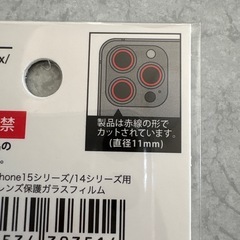 x/
製品は赤線の形で
カットされています。
(直径11mm)
禁
の
。
hone15シリーズ/14シリーズ用
レンズ保護ガラスフィルム